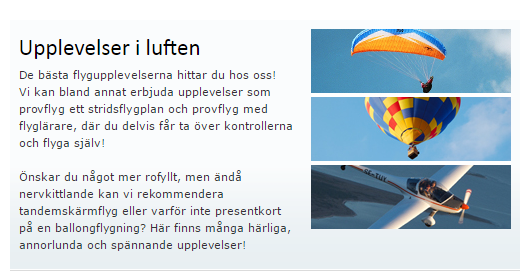 Upplevelser i luften
De bästa flygupplevelserna hittar du hos oss!
Vi kan bland annat erbjuda upplevelser som
provflyg ett stridsflygplan och provflyg med
flyglärare, där du delvis får ta över kontrollerna
och flyga själv!
Önskar du något mer rofyllt, men ändå
nervkittlande kan vi rekommendera
tandemskärmflyg eller varför inte presentkort
på en ballongflygning? Här finns många härliga,
annorlunda och spännande upplevelser!